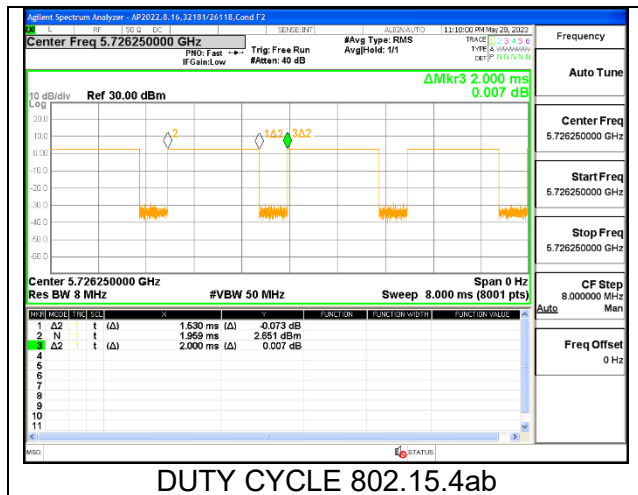 Agilent Spectrum Analyzer - AP2022.8.16,32181/26118.Cond F2
L RF 50 Ω DC SENSE:INT ALIGNAUTO 11:10:00 PM May 28, 2023
Center Freq 5.726250000 GHz
PNO: Fast
IFGain:Low
Trig: Free Run
#Atten: 40 dB
#Avg Type: RMS
Avg|Hold: 1/1
TRACE 1 2 3 4 5 6
TYPE A
DET P N N N N N
Frequency
Auto Tune
ΔMkr3 2.000 ms
0.007 dB
10 dB/div Ref 30.00 dBm
Log
20.0
10.0
0.00
-10.0
-20.0
-30.0
-40.0
-50.0
-60.0
2 1Δ2 3Δ2
Center Freq
5.726250000 GHz
Start Freq
5.726250000 GHz
Stop Freq
5.726250000 GHz
CF Step
8.000000 MHz
Auto Man
Freq Offset
0 Hz
Center 5.726250000 GHz Span 0 Hz
Res BW 8 MHz #VBW 50 MHz Sweep 8.000 ms (8001 pts)
MKR MODE TRC SCL X Y FUNCTION FUNCTION WIDTH FUNCTION VALUE
1 Δ2 1 t (Δ) 1.530 ms (Δ) -0.073 dB
2 N 1 t 1.959 ms 2.651 dBm
3 Δ2 1 t (Δ) 2.000 ms (Δ) 0.007 dB
4
5
6
7
8
9
10
11
MSG STATUS
DUTY CYCLE 802.15.4ab